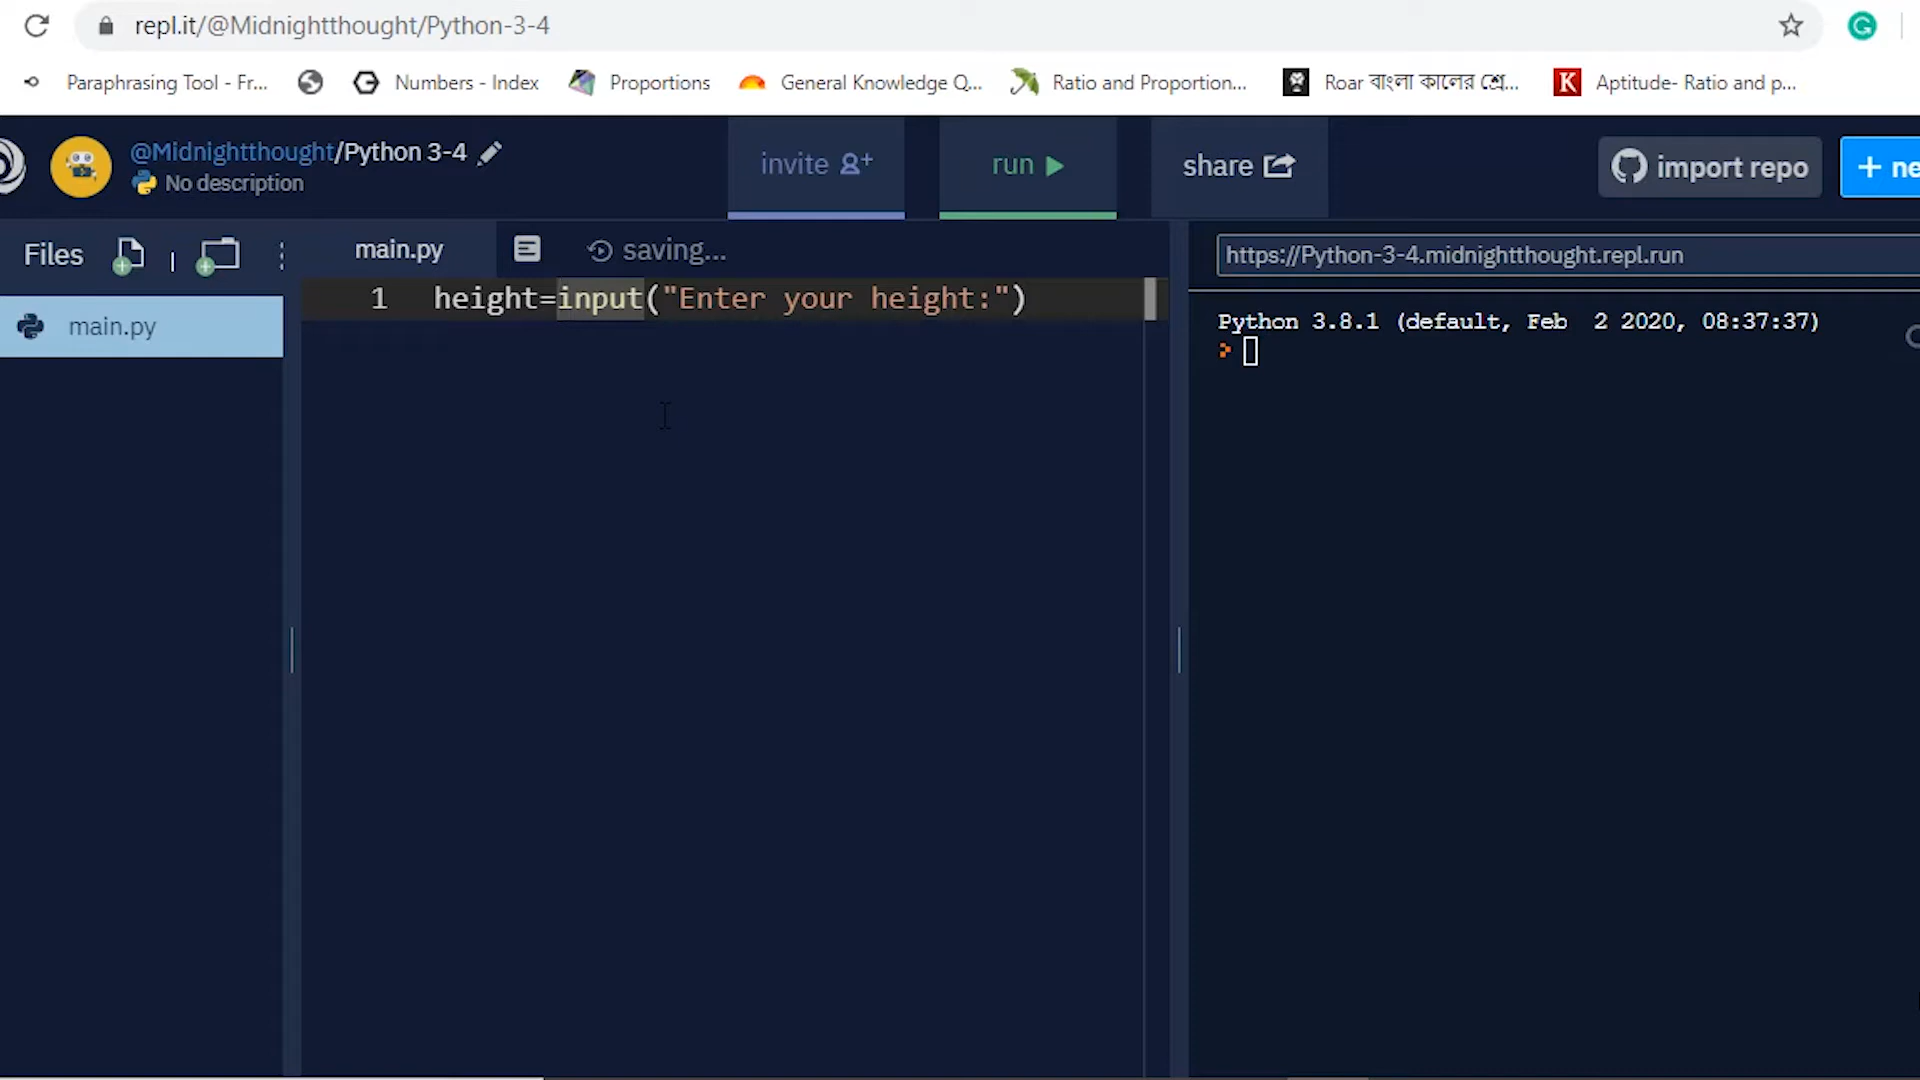 repl.it/@Midnightthought/Python-3-4
Paraphrasing Tool - Fr... Numbers - Index Proportions General Knowledge Q... Ratio and Proportion... Roar বাংলা কালের শ্রে... K Aptitude- Ratio and p...
@Midnightthought/Python 3-4
No description
invite run share import repo + ne
Files main.py saving... https://Python-3-4.midnightthought.repl.run
main.py
1 height=input("Enter your height:")
Python 3.8.1 (default, Feb 2 2020, 08:37:37)
>